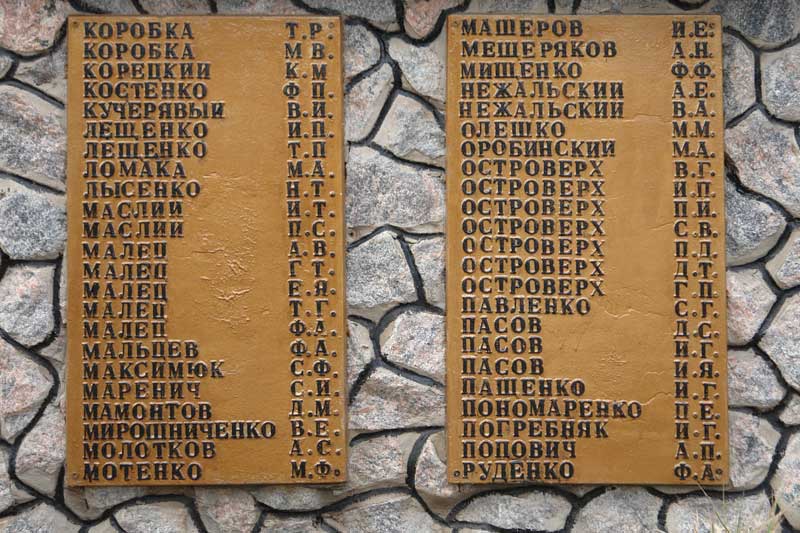 КОРОБКА Т.Р.
КОРОБКА М В.
КОРЕЦКИЙ К.М
КОСТЕНКО Ф П.
КУЧЕРЯВЫЙ В.И.
ЛЕЩЕНКО И.П.
ЛЕЩЕНКО Т.П
ЛОМАКА М.А.
ЛЫСЕНКО Н.Т.
МАСЛИЙ И.Т.
МАСЛИЙ П.С.
МАЛЕЦ А.В.
МАЛЕЦ Г Т.
МАЛЕЦ Е.Я.
МАЛЕЦ Т.Г.
МАЛЕЦ Ф.А.
МАЛЬЦЕВ Ф.А.
МАКСИМЮК С.Ф
МАРЕНИЧ С.И.
МАМОНТОВ Д.М.
МИРОШНИЧЕНКО В.Е.
МОЛОТКОВ А.С.
МОТЕНКО М.Ф.
МАШЕРОВ И.Е.
МЕЩЕРЯКОВ А.Н.
МИЩЕНКО Ф.Ф.
НЕЖАЛЬСКИЙ А.Е.
НЕЖАЛЬСКИЙ В.А.
ОЛЕШКО М.М.
ОРОБИНСКИЙ М.А.
ОСТРОВЕРХ В.Г.
ОСТРОВЕРХ И.П.
ОСТРОВЕРХ П.И.
ОСТРОВЕРХ С.В.
ОСТРОВЕРХ П.Д.
ОСТРОВЕРХ Д.Т.
ОСТРОВЕРХ Г.П.
ПАВЛЕНКО С.Г.
ПАСОВ Д.С.
ПАСОВ И.Г.
ПАСОВ И.Я.
ПАЩЕНКО И.Г
ПОНОМАРЕНКО П.Е.
ПОГРЕБНЯК И.Г.
ПОПОВИЧ А.П.
РУДЕНКО Ф.А.